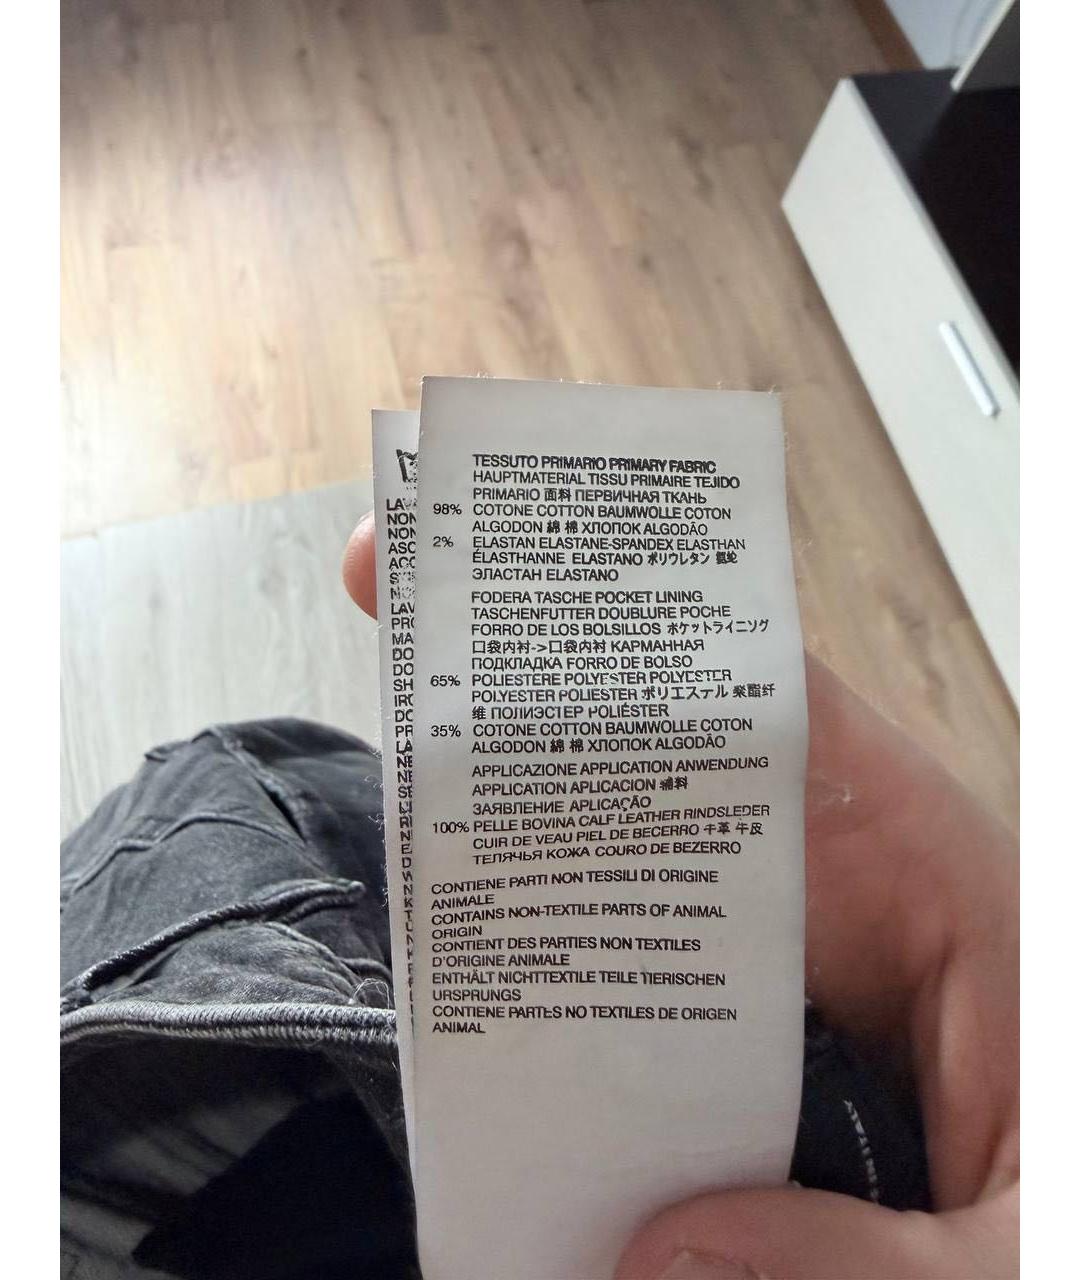 TESSUTO PRIMARIO PRIMARY FABRIC
HAUPTMATERIAL TISSU PRIMAIRE TEJIDO
PRIMARIO 面料 ПЕРВИЧНАЯ ТКАНЬ
98% COTONE COTTON BAUMWOLLE COTON
ALGODON 綿 棉 ХЛОПОК ALGODÃO
2% ELASTAN ELASTANE-SPANDEX ELASTHAN
ÉLASTHANNE ELASTANO ポリウレタン 氨纶
ЭЛАСТАН ELASTANO
FODERA TASCHE POCKET LINING
TASCHENFUTTER DOUBLURE POCHE
FORRO DE LOS BOLSILLOS ポケットライニング
口袋内衬->口袋内衬 КАРМАННАЯ
ПОДКЛАДКА FORRO DE BOLSO
65% POLIESTERE POLYESTER POLYESTER
POLYESTER POLIESTER ポリエステル 聚酯纤
维 ПОЛИЭСТЕР POLIÉSTER
35% COTONE COTTON BAUMWOLLE COTON
ALGODON 綿 棉 ХЛОПОК ALGODÃO
APPLICAZIONE APPLICATION ANWENDUNG
APPLICATION APLICACION 辅料
ЗАЯВЛЕНИЕ APLICAÇÃO
100% PELLE BOVINA CALF LEATHER RINDSLEDER
CUIR DE VEAU PIEL DE BECERRO 牛革 牛皮
ТЕЛЯЧЬЯ КОЖА COURO DE BEZERRO
CONTIENE PARTI NON TESSILI DI ORIGINE
ANIMALE
CONTAINS NON-TEXTILE PARTS OF ANIMAL
ORIGIN
CONTIENT DES PARTIES NON TEXTILES
D'ORIGINE ANIMALE
ENTHÄLT NICHTTEXTILE TEILE TIERISCHEN
URSPRUNGS
CONTIENE PARTES NO TEXTILES DE ORIGEN
ANIMAL
ITALY